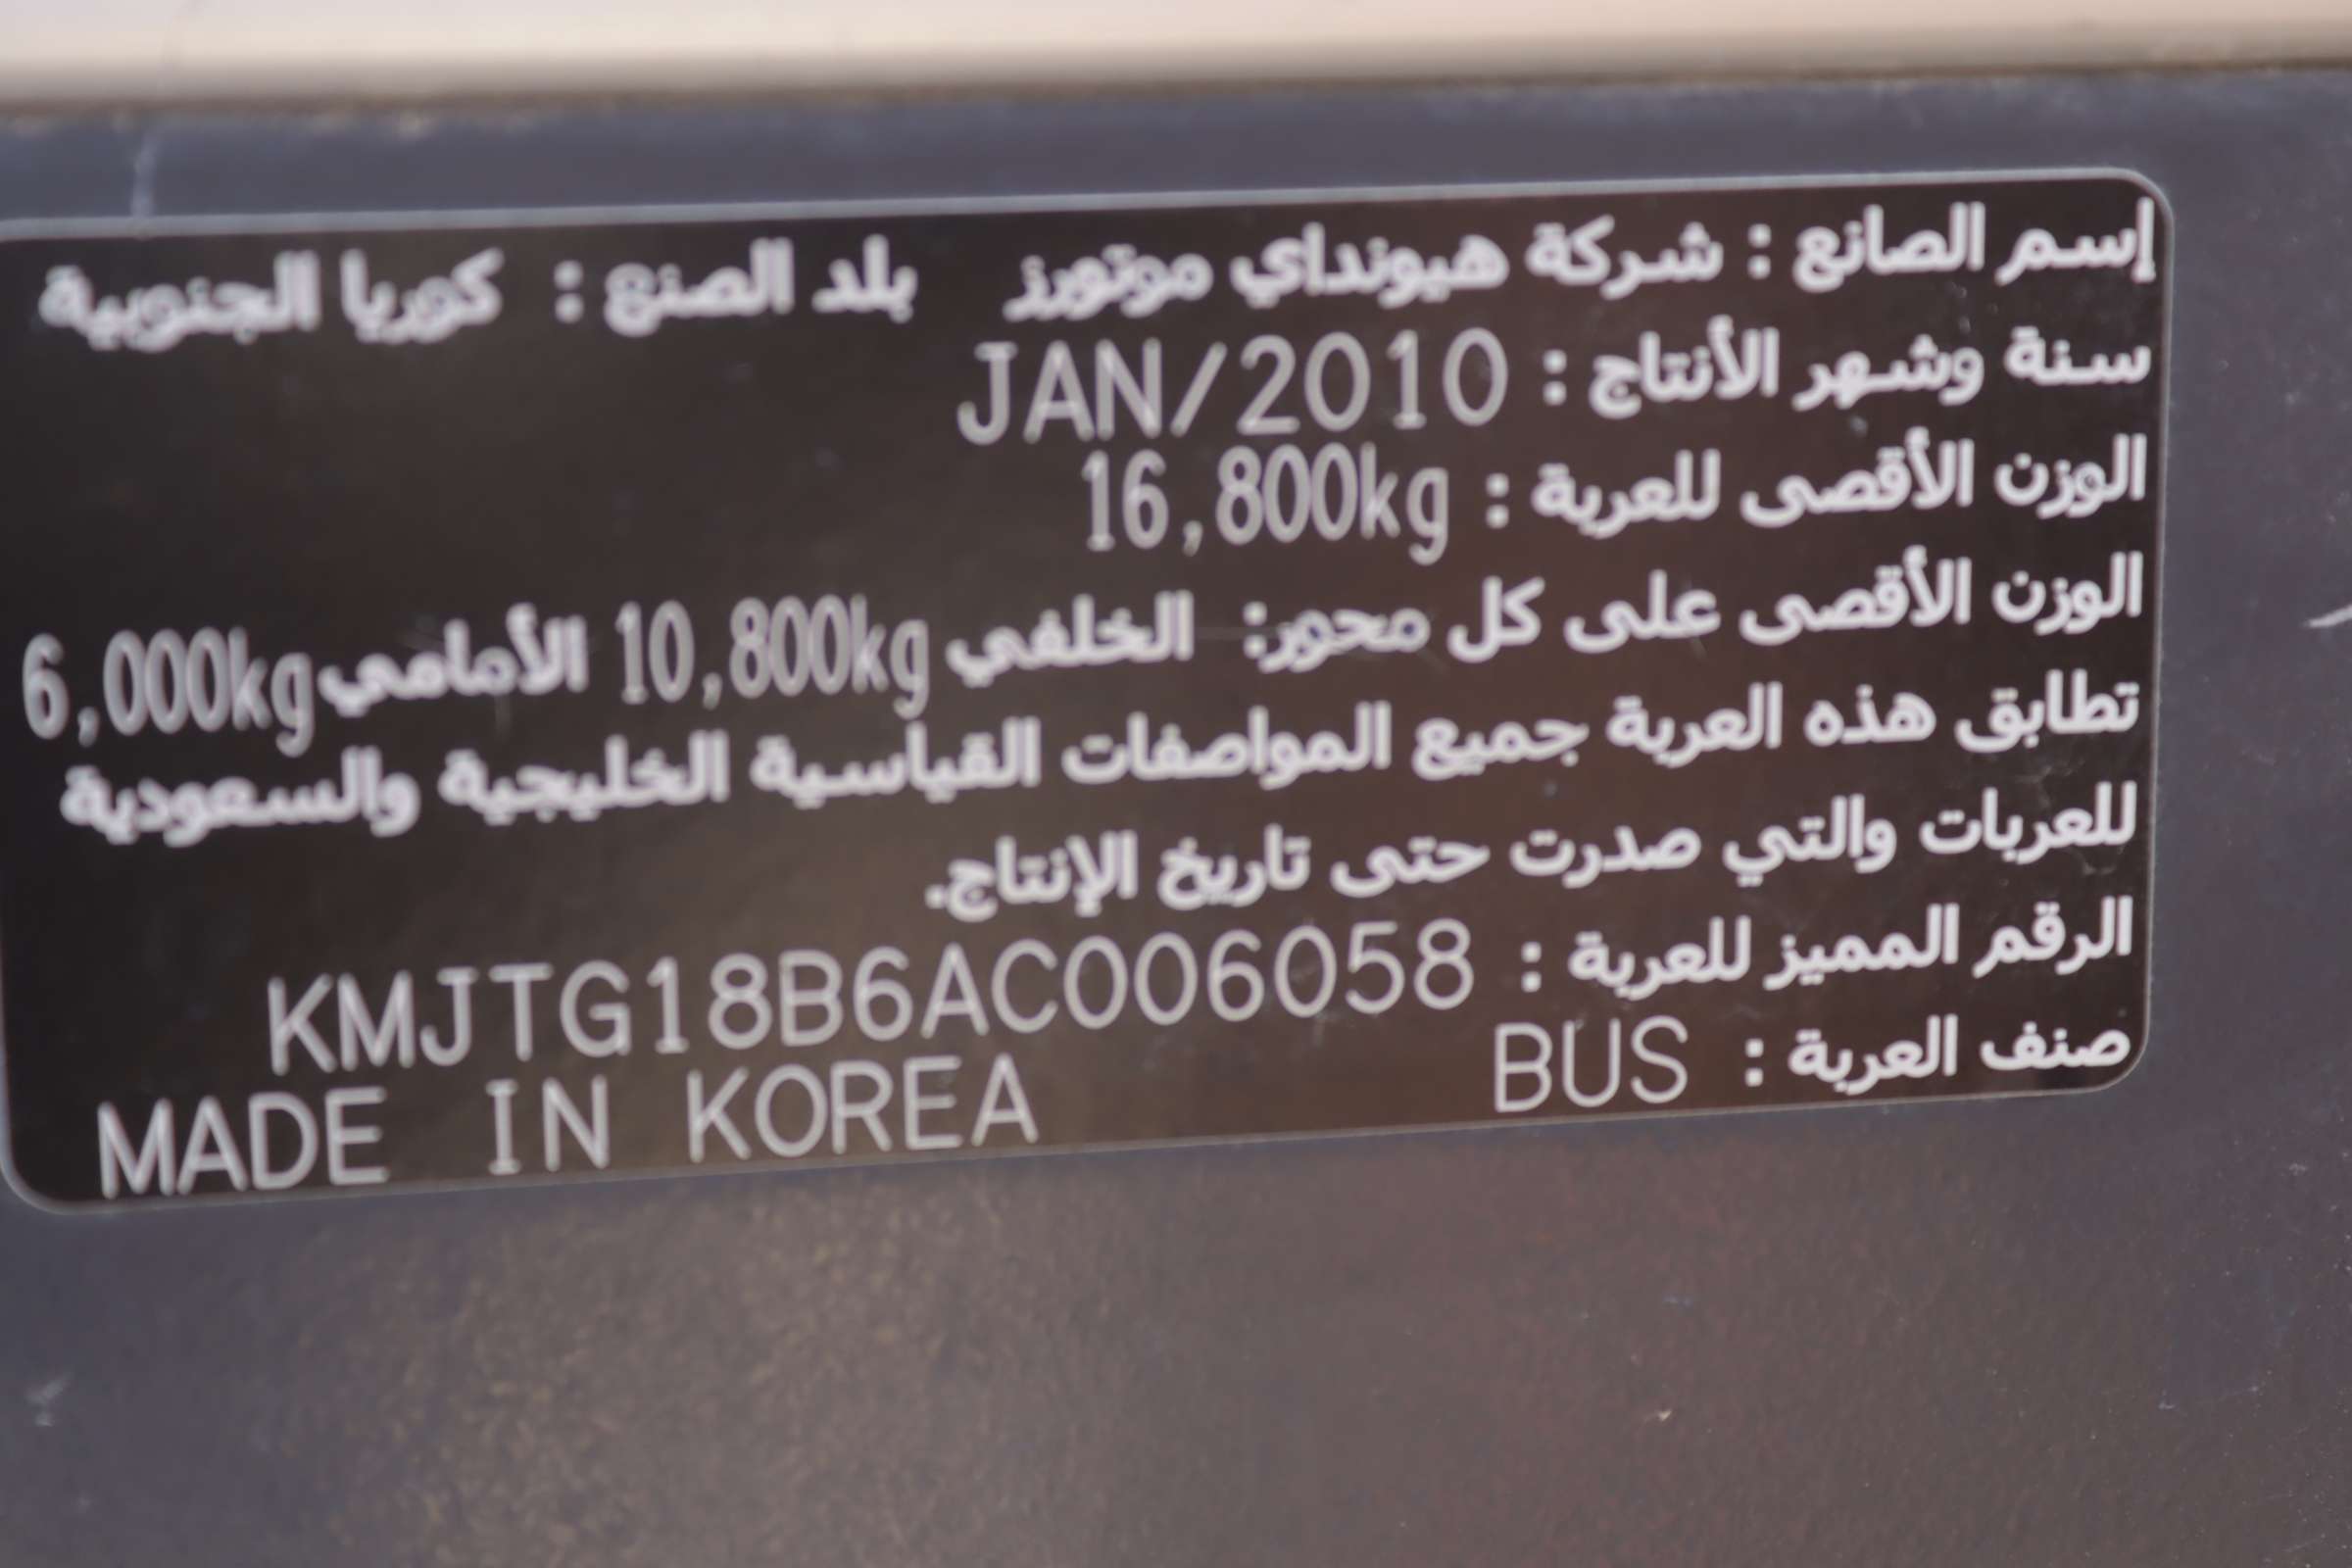 إسم الصانع : شركة هيونداي موتورز بلد الصنع : كوريا الجنوبية
سنة وشهر الأنتاج : JAN/2010
الوزن الأقصى للعربة : 16,800kg
الوزن الأقصى على كل محور: الخلفي 10,800kg الأمامي 6,000kg
تطابق هذه العربة جميع المواصفات القياسية الخليجية والسعودية
للعربات والتي صدرت حتى تاريخ الإنتاج.
الرقم المميز للعربة : KMJTG18B6AC006058
صنف العربة : BUS MADE IN KOREA